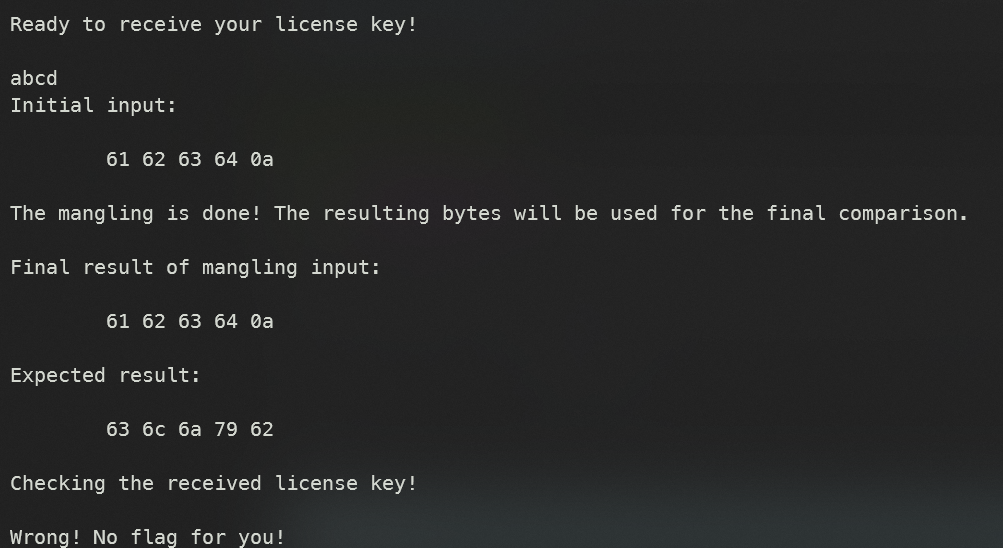 Ready to receive your license key!
abcd
Initial input:
61 62 63 64 0a
The mangling is done! The resulting bytes will be used for the final comparison.
Final result of mangling input:
61 62 63 64 0a
Expected result:
63 6c 6a 79 62
Checking the received license key!
Wrong! No flag for you!